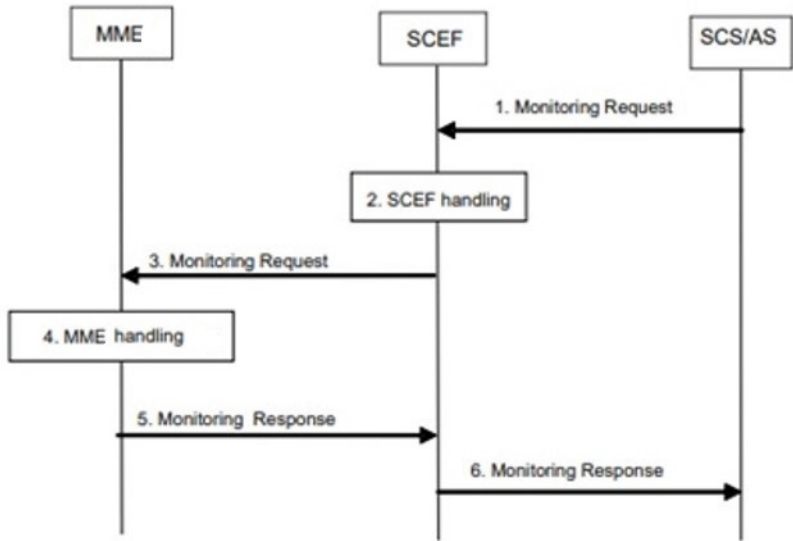 MME
SCEF
SCS/AS
1. Monitoring Request
2. SCEF handling
3. Monitoring Request
4. MME handling
5. Monitoring Response
6. Monitoring Response